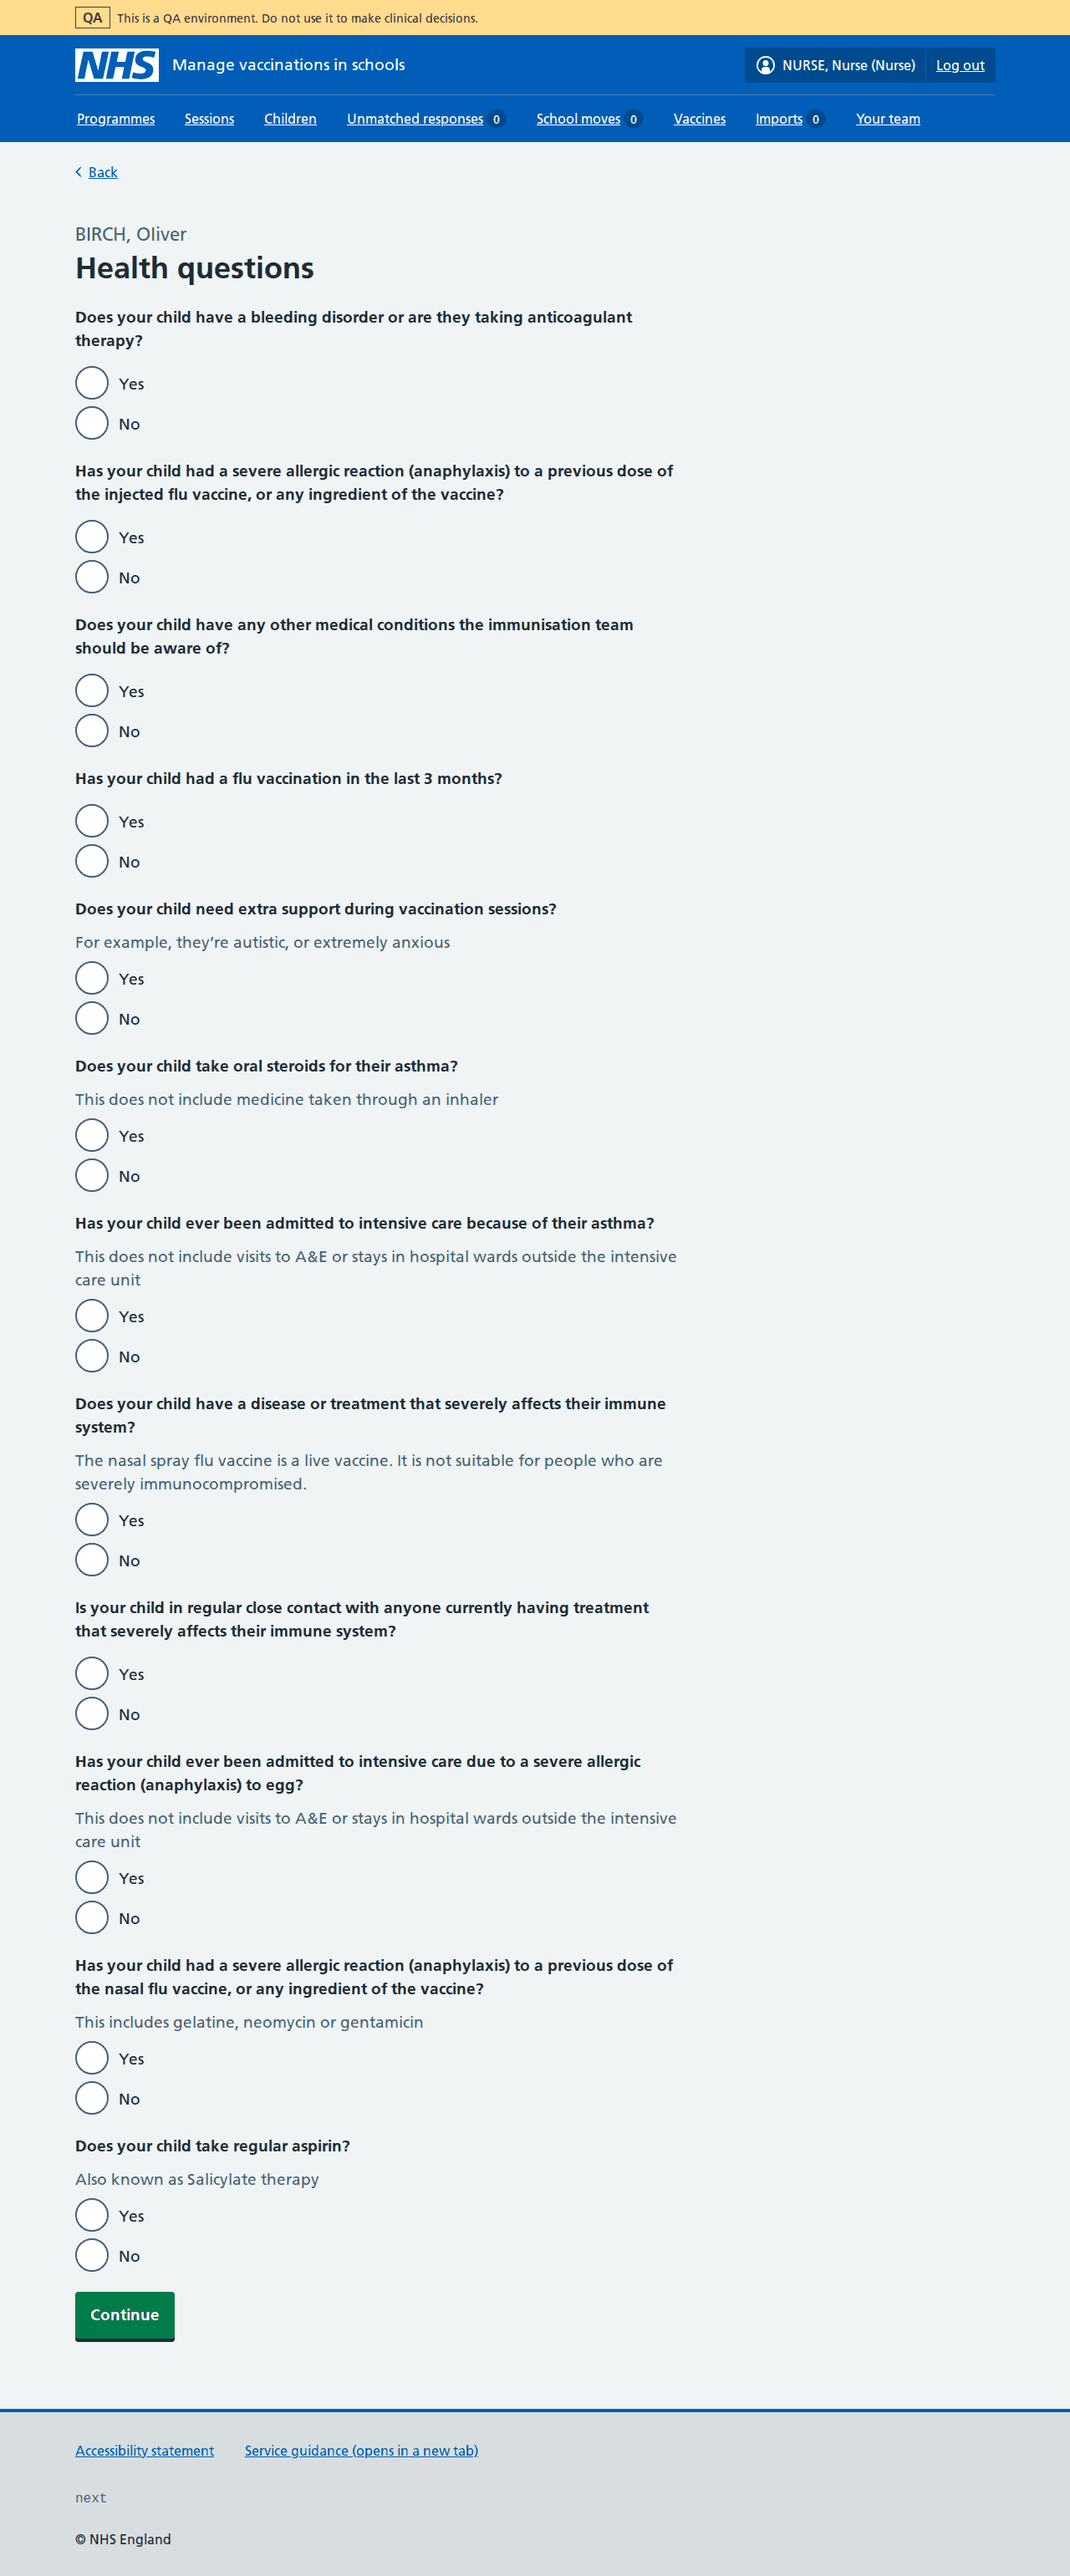 QA This is a QA environment. Do not use it to make clinical decisions.
NHS Manage vaccinations in schools NURSE, Nurse (Nurse) Log out
Programmes Sessions Children Unmatched responses 0 School moves 0 Vaccines Imports 0 Your team
Back
BIRCH, Oliver
Health questions
Does your child have a bleeding disorder or are they taking anticoagulant
therapy?
Yes
No
Has your child had a severe allergic reaction (anaphylaxis) to a previous dose of
the injected flu vaccine, or any ingredient of the vaccine?
Yes
No
Does your child have any other medical conditions the immunisation team
should be aware of?
Yes
No
Has your child had a flu vaccination in the last 3 months?
Yes
No
Does your child need extra support during vaccination sessions?
For example, they’re autistic, or extremely anxious
Yes
No
Does your child take oral steroids for their asthma?
This does not include medicine taken through an inhaler
Yes
No
Has your child ever been admitted to intensive care because of their asthma?
This does not include visits to A&E or stays in hospital wards outside the intensive
care unit
Yes
No
Does your child have a disease or treatment that severely affects their immune
system?
The nasal spray flu vaccine is a live vaccine. It is not suitable for people who are
severely immunocompromised.
Yes
No
Is your child in regular close contact with anyone currently having treatment
that severely affects their immune system?
Yes
No
Has your child ever been admitted to intensive care due to a severe allergic
reaction (anaphylaxis) to egg?
This does not include visits to A&E or stays in hospital wards outside the intensive
care unit
Yes
No
Has your child had a severe allergic reaction (anaphylaxis) to a previous dose of
the nasal flu vaccine, or any ingredient of the vaccine?
This includes gelatine, neomycin or gentamicin
Yes
No
Does your child take regular aspirin?
Also known as Salicylate therapy
Yes
No
Continue
Accessibility statement Service guidance (opens in a new tab)
next
© NHS England